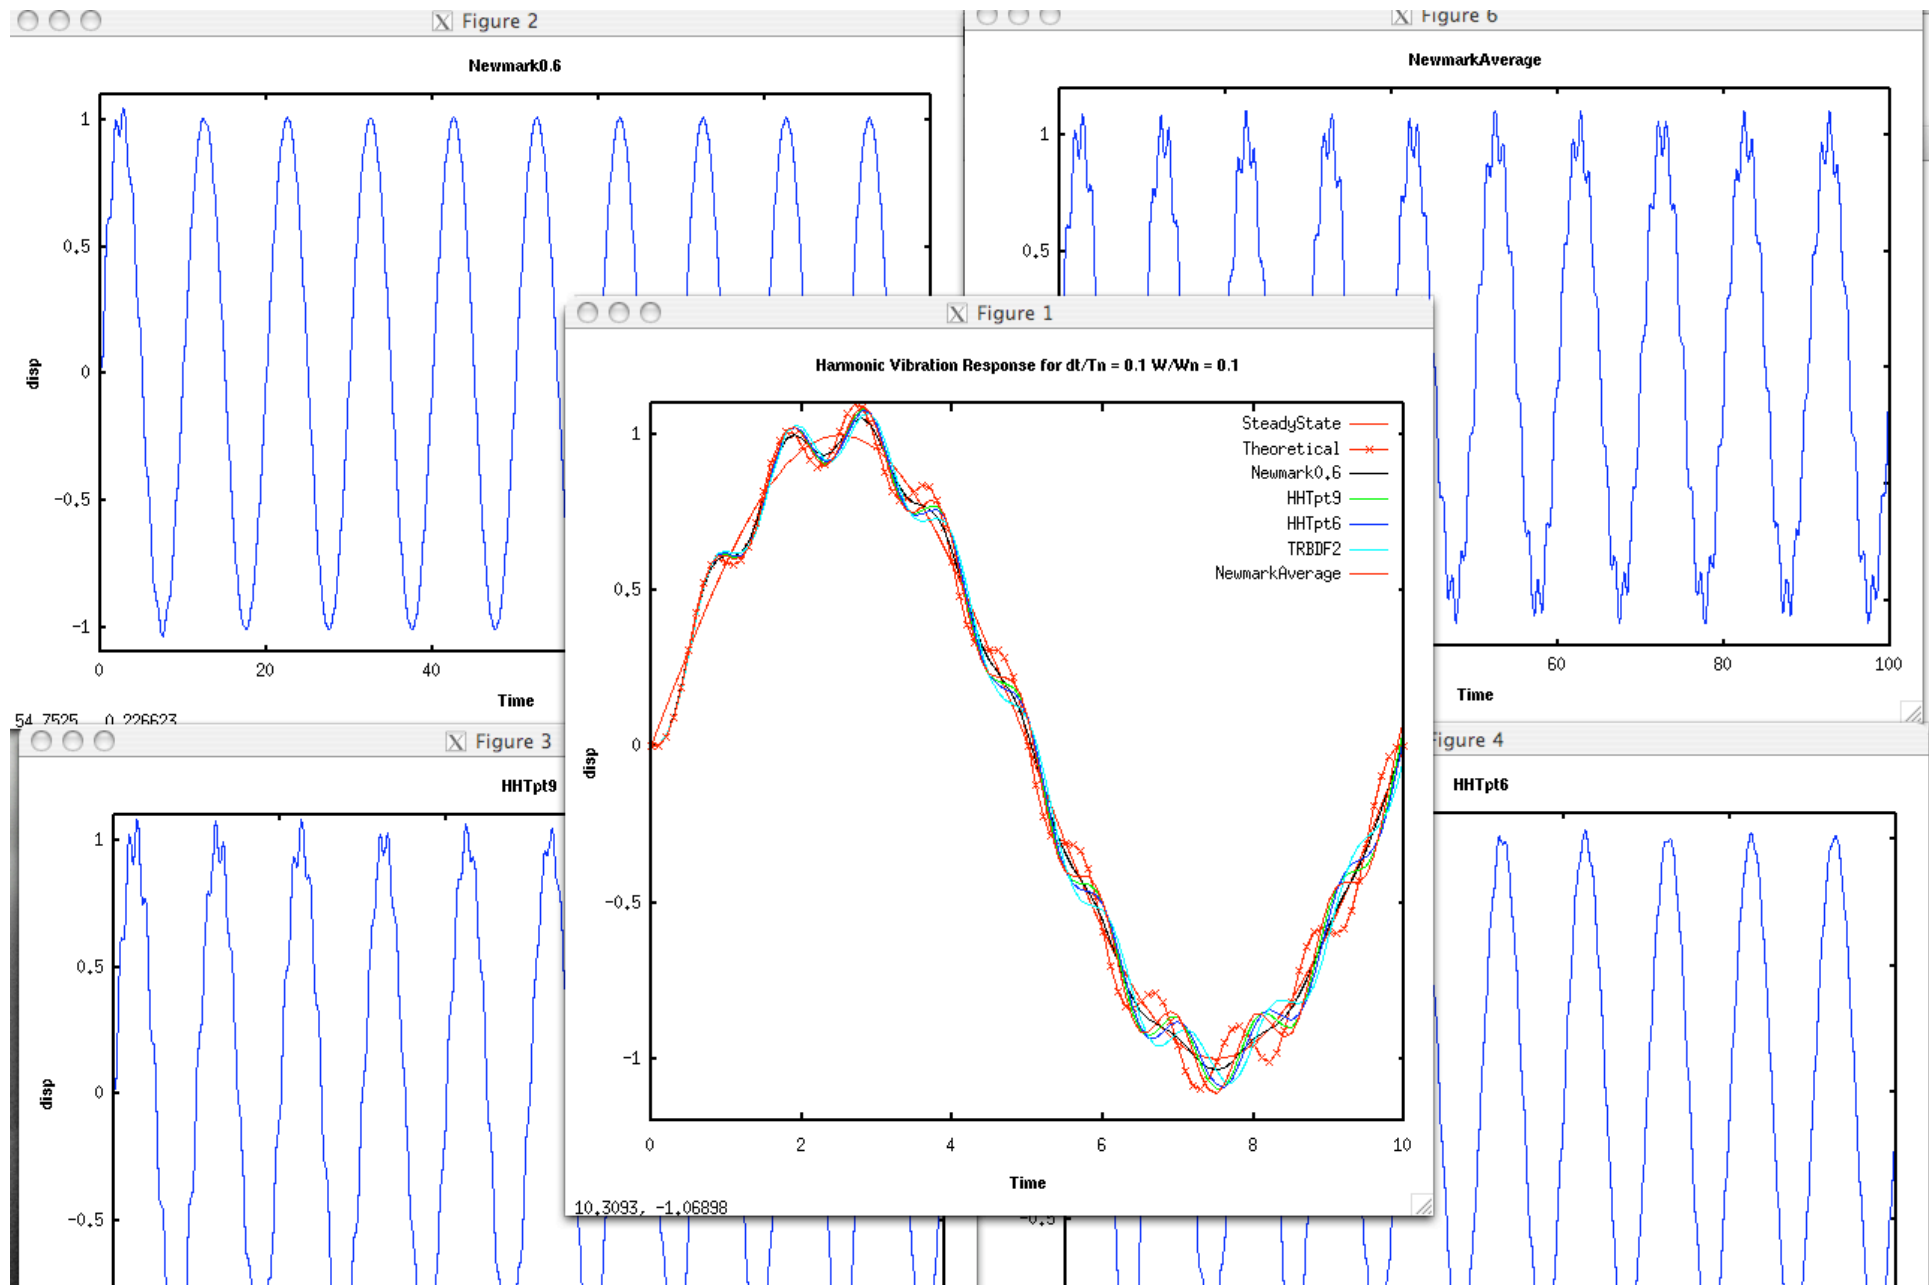 Figure 2
Newmark0.6
1
0.5
0
-0.5
-1
disp
0
20
40
Time
54.7525, 0.226623
Figure 6
NewmarkAverage
1
0.5
60
80
100
Time
Figure 1
Harmonic Vibration Response for dt/Tn = 0.1 W/Wn = 0.1
SteadyState
Theoretical
Newmark0.6
HHTpt9
HHTpt6
TRBDF2
NewmarkAverage
1
0.5
0
-0.5
-1
disp
0
2
4
6
8
10
Time
10.3093, -1.06898
Figure 3
HHTpt9
1
0.5
0
-0.5
disp
Figure 4
HHTpt6
-0.5